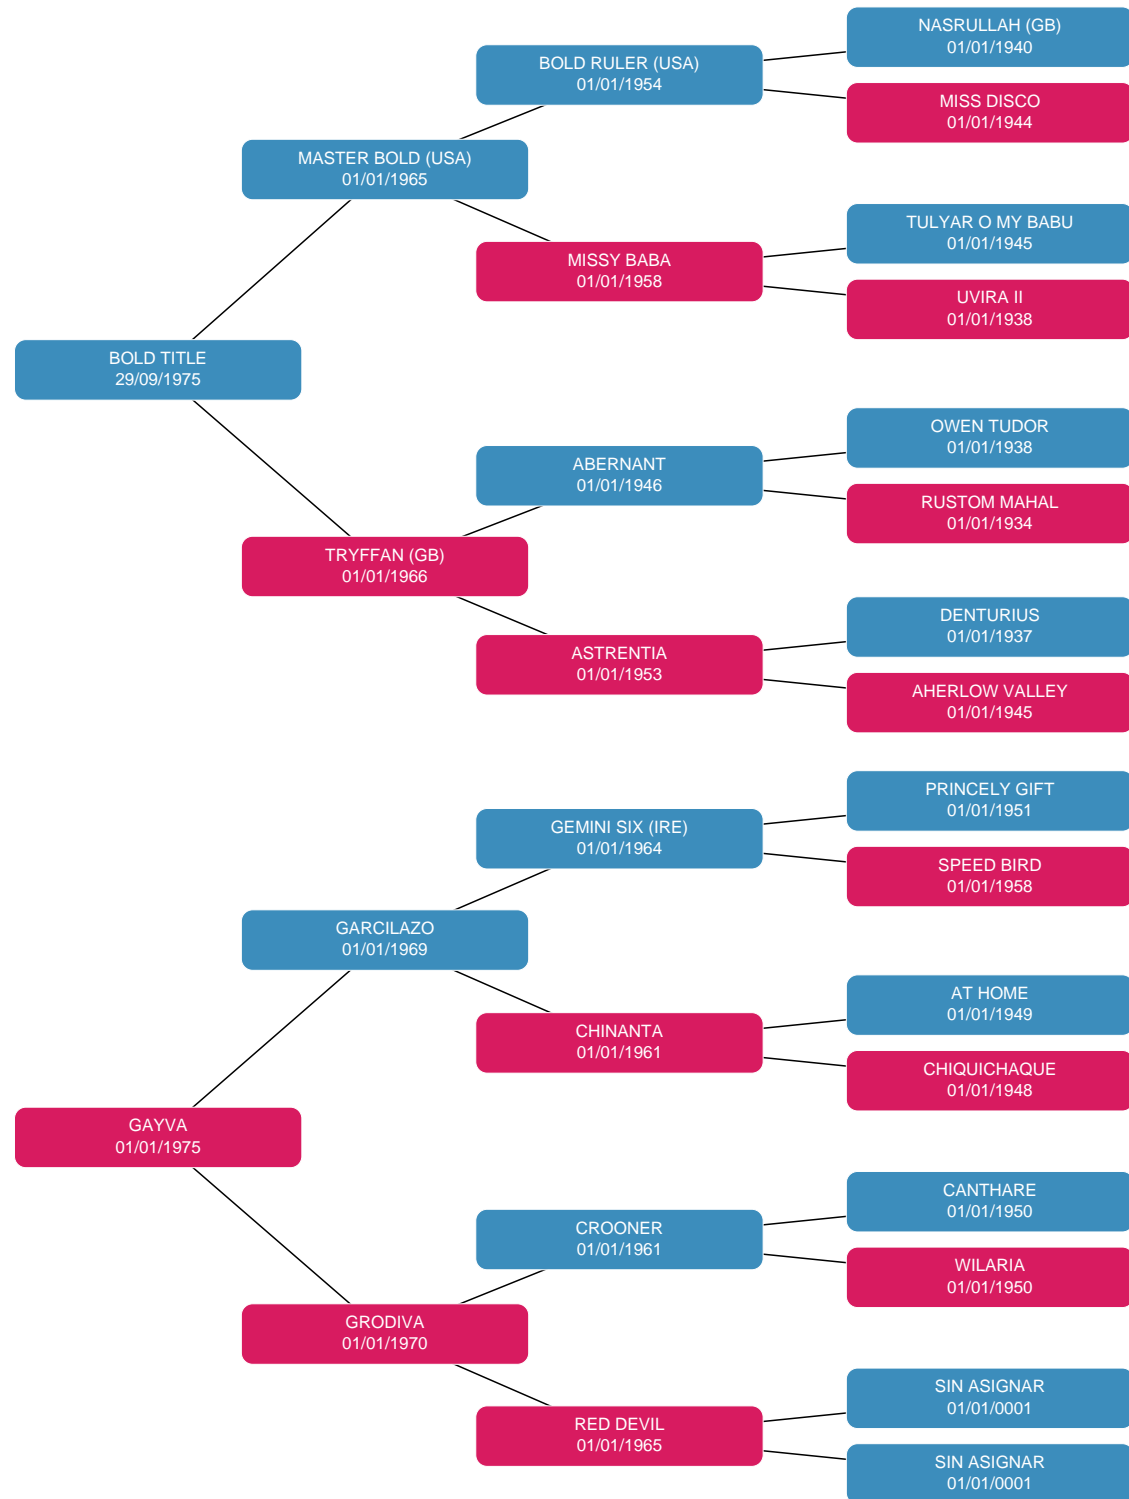 NASRULLAH (GB)
01/01/1940
BOLD RULER (USA)
01/01/1954
MISS DISCO
01/01/1944
MASTER BOLD (USA)
01/01/1965
TULYAR O MY BABU
01/01/1945
MISSY BABA
01/01/1958
UVIRA II
01/01/1938
BOLD TITLE
29/09/1975
OWEN TUDOR
01/01/1938
ABERNANT
01/01/1946
RUSTOM MAHAL
01/01/1934
TRYFFAN (GB)
01/01/1966
DENTURIUS
01/01/1937
ASTRENTIA
01/01/1953
AHERLOW VALLEY
01/01/1945
PRINCELY GIFT
01/01/1951
GEMINI SIX (IRE)
01/01/1964
SPEED BIRD
01/01/1958
GARCILAZO
01/01/1969
AT HOME
01/01/1949
CHINANTA
01/01/1961
CHIQUICHAQUE
01/01/1948
GAYVA
01/01/1975
CANTHARE
01/01/1950
CROONER
01/01/1961
WILARIA
01/01/1950
GRODIVA
01/01/1970
SIN ASIGNAR
01/01/0001
RED DEVIL
01/01/1965
SIN ASIGNAR
01/01/0001